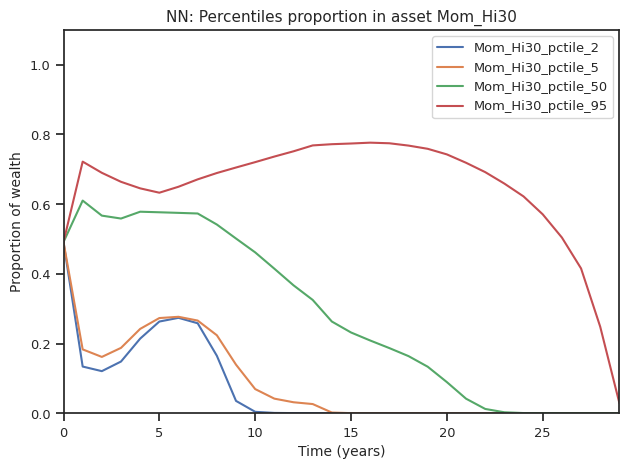 NN: Percentiles proportion in asset Mom_Hi30
Mom_Hi30_pctile_2
Mom_Hi30_pctile_5
Mom_Hi30_pctile_50
Mom_Hi30_pctile_95
Proportion of wealth
1.0
0.8
0.6
0.4
0.2
0.0
0 5 10 15 20 25
Time (years)